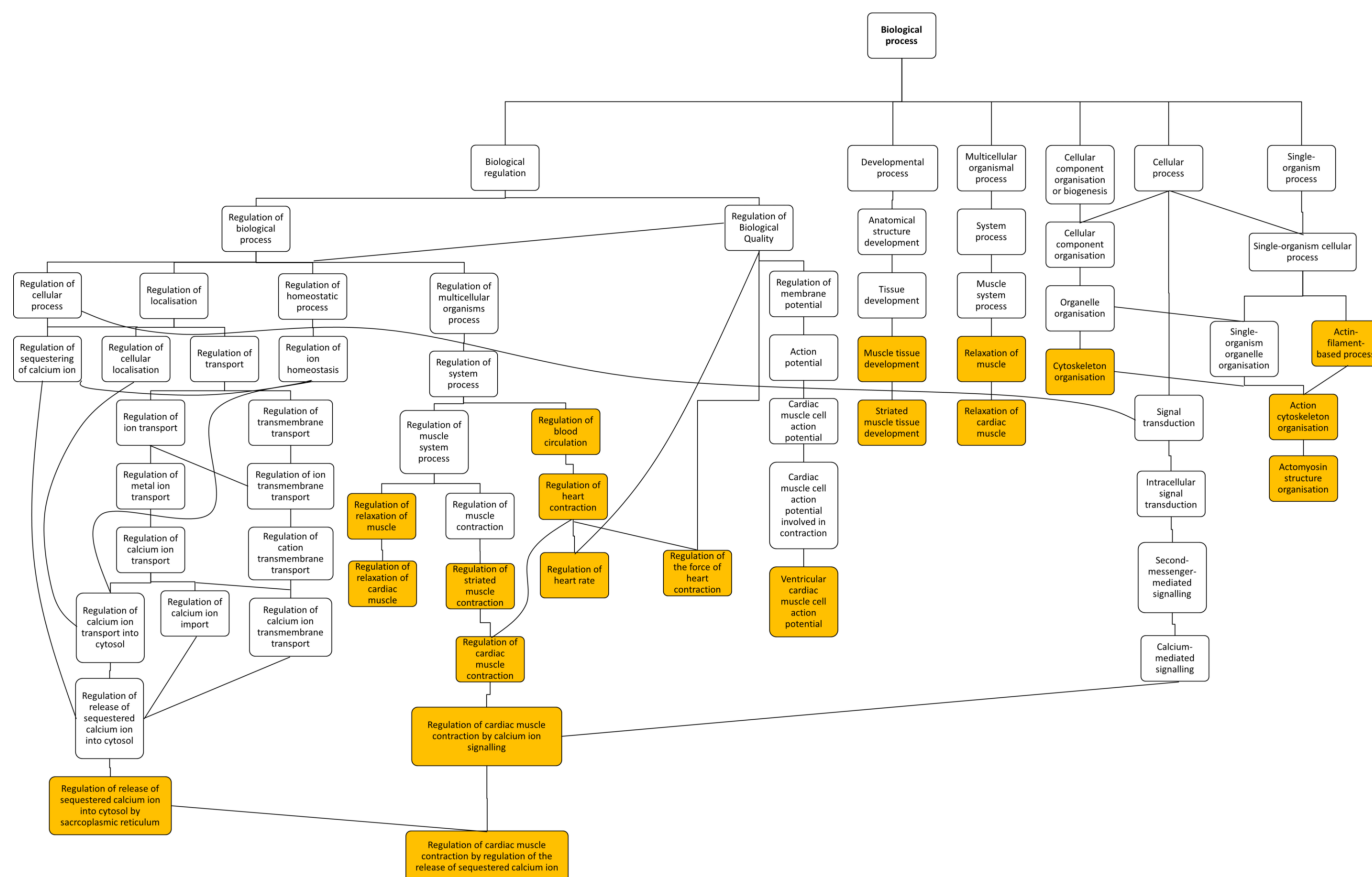 Biological
process
Biological
regulation
Developmental
process
Multicellular
organismal
process
Cellular
component
organisation
or biogenesis
Cellular
process
Single-
organism
process
Regulation of
biological
process
Regulation of
Biological
Quality
Anatomical
structure
development
System
process
Cellular
component
organisation
Single-organism cellular
process
Regulation of
cellular
process
Regulation of
localisation
Regulation of
homeostatic
process
Regulation of
multicellular
organisms
process
Regulation of
membrane
potential
Tissue
development
Muscle
system
process
Organelle
organisation
Single-
organism
organelle
organisation
Actin-
filament-
based process
Regulation of
sequestering
of calcium ion
Regulation of
cellular
localisation
Regulation of
transport
Regulation of
ion
homeostasis
Regulation of
system
process
Action
potential
Muscle tissue
development
Relaxation of
muscle
Cytoskeleton
organisation
Regulation of
ion transport
Regulation of
transmembrane
transport
Regulation of
muscle
system
process
Regulation of
blood
circulation
Cardiac
muscle cell
action
potential
Striated
muscle tissue
development
Relaxation of
cardiac
muscle
Signal
transduction
Action
cytoskeleton
organisation
Regulation of
metal ion
transport
Regulation of ion
transmembrane
transport
Regulation of
relaxation of
muscle
Regulation of
muscle
contraction
Regulation of
heart
contraction
Cardiac
muscle cell
action
potential
involved in
contraction
Intracellular
signal
transduction
Actomyosin
structure
organisation
Regulation of
calcium ion
transport
Regulation of
cation
transmembrane
transport
Regulation of
relaxation of
cardiac
muscle
Regulation of
striated
muscle
contraction
Regulation of
heart rate
Regulation of
the force of
heart
contraction
Ventricular
cardiac
muscle cell
action
potential
Second-
messenger-
mediated
signalling
Regulation of
calcium ion
transport into
cytosol
Regulation of
calcium ion
import
Regulation of
calcium ion
transmembrane
transport
Regulation of
cardiac
muscle
contraction
Calcium-
mediated
signalling
Regulation of
release of
sequestered
calcium ion
into cytosol
Regulation of cardiac muscle
contraction by calcium ion
signalling
Regulation of release of
sequestered calcium ion
into cytosol by
sacrcoplasmic reticulum
Regulation of cardiac muscle
contraction by regulation of the
release of sequestered calcium ion